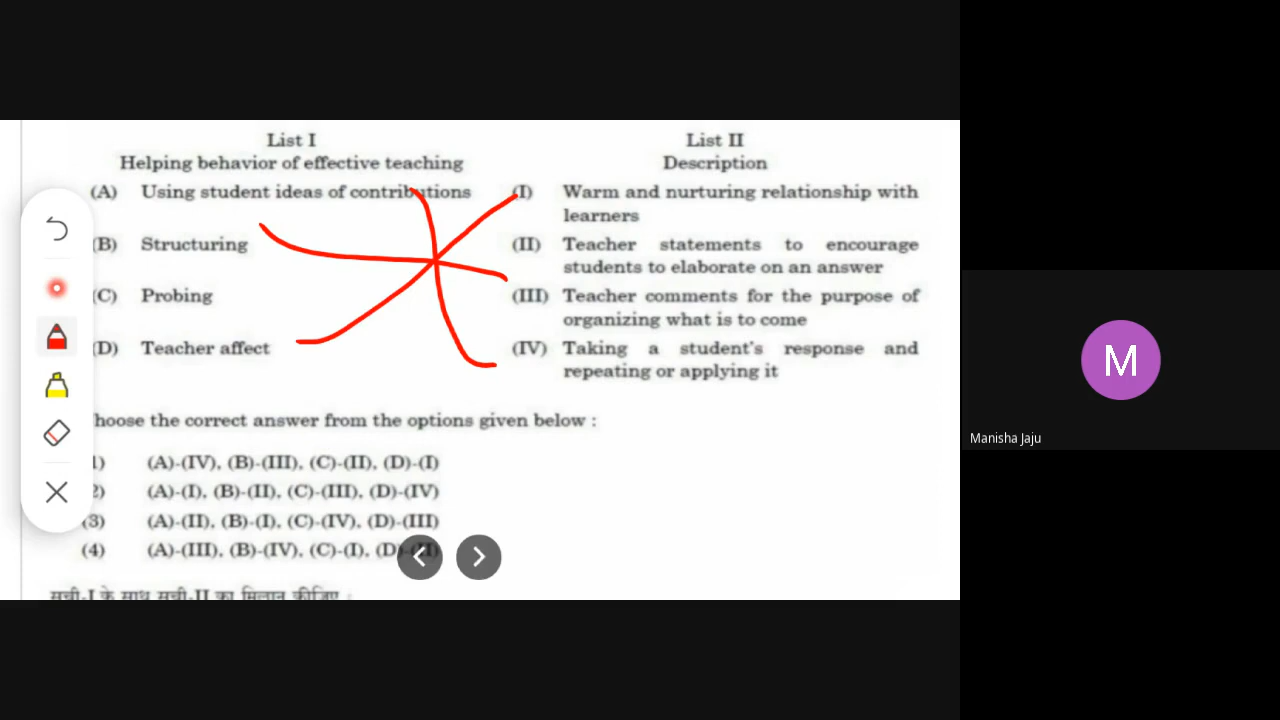 List I
Helping behavior of effective teaching
(A) Using student ideas of contributions
(B) Structuring
(C) Probing
(D) Teacher affect
List II
Description
(I) Warm and nurturing relationship with
learners
(II) Teacher statements to encourage
students to elaborate on an answer
(III) Teacher comments for the purpose of
organizing what is to come
(IV) Taking a student's response and
repeating or applying it
hoose the correct answer from the options given below :
1) (A)-(IV), (B)-(III), (C)-(II), (D)-(I)
2) (A)-(I), (B)-(II), (C)-(III), (D)-(IV)
(3) (A)-(II), (B)-(I), (C)-(IV), (D)-(III)
(4) (A)-(III), (B)-(IV), (C)-(I), (D)-(II)
सूची-I के साथ सूची-II का मिलान कीजिए :
M
Manisha Jaju